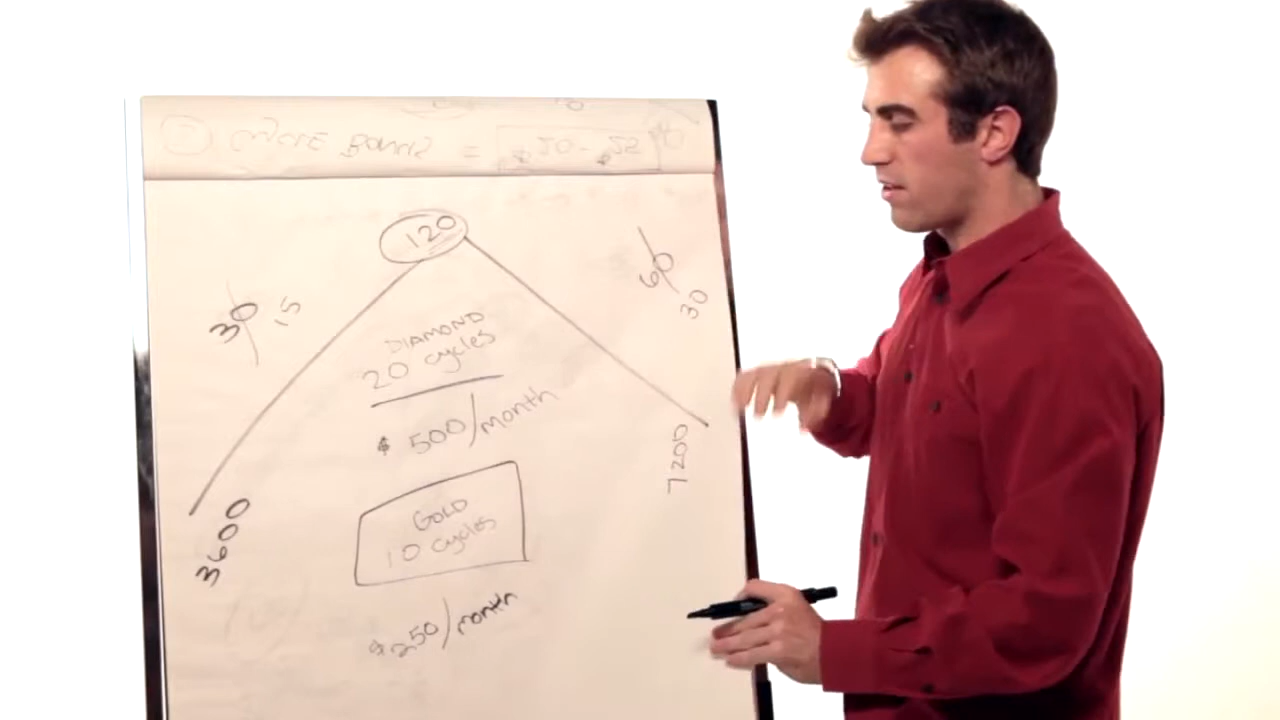 120
30 15
60 30
DIAMOND
20 cycles
$ 500/month
7200
3600
GOLD
10 cycles
$250/month